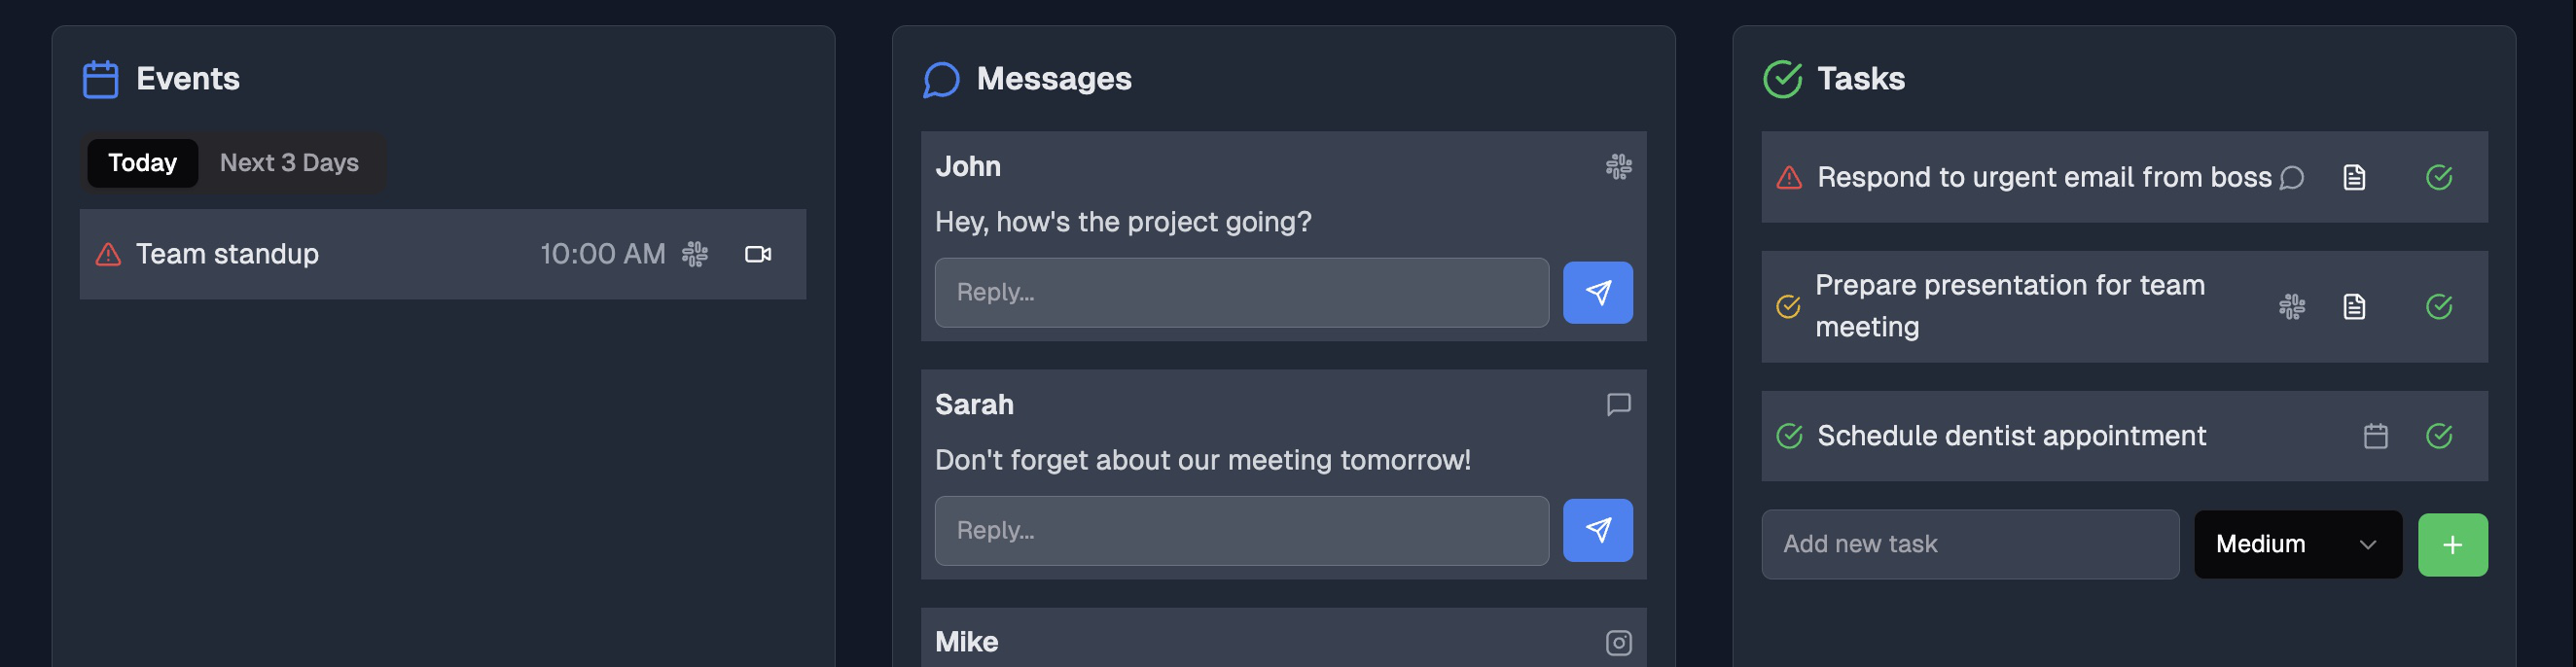 Events
Today
Next 3 Days
Team standup
10:00 AM
Messages
John
Hey, how's the project going?
Reply...
Sarah
Don't forget about our meeting tomorrow!
Reply...
Mike
Tasks
Respond to urgent email from boss
Prepare presentation for team
meeting
Schedule dentist appointment
Add new task
Medium